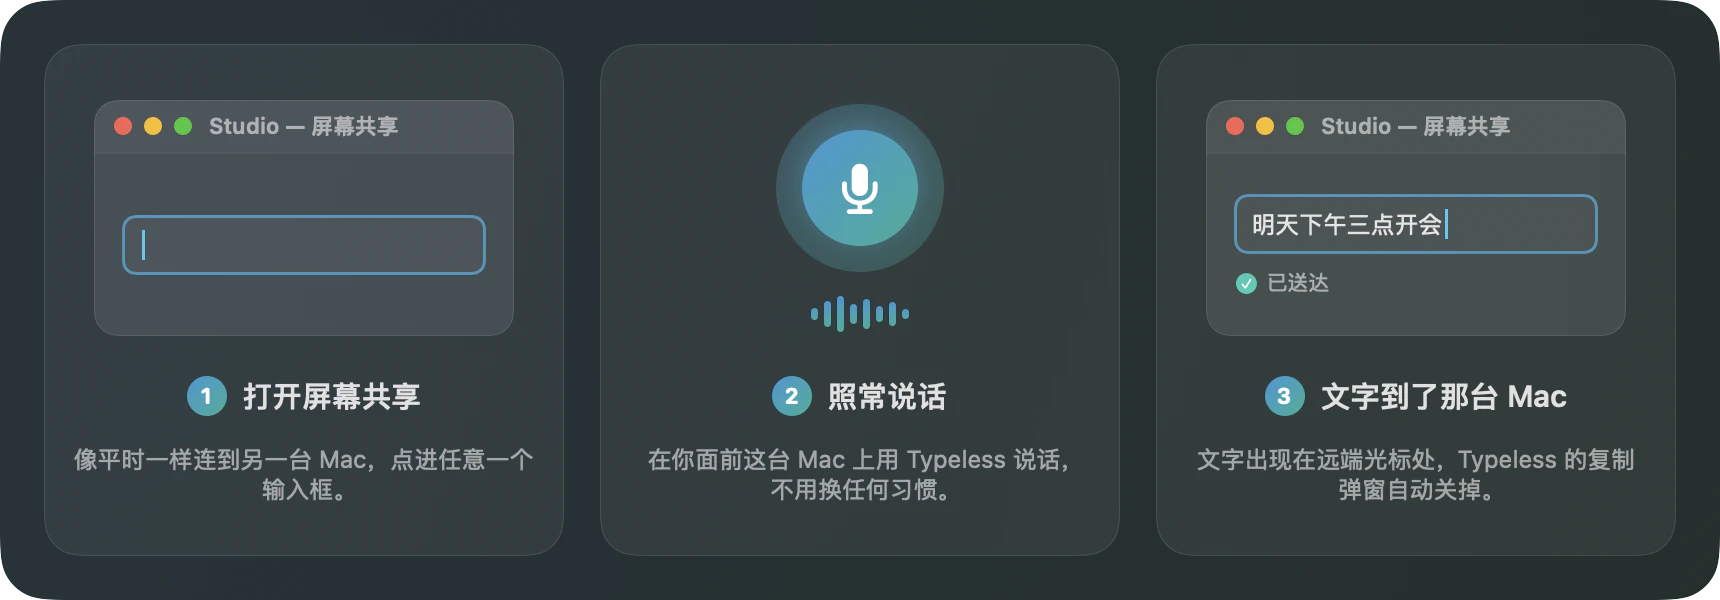 Studio — 屏幕共享
1 打开屏幕共享
像平时一样连到另一台 Mac，点进任意一个
输入框。
2 照常说话
在你面前这台 Mac 上用 Typeless 说话，
不用换任何习惯。
Studio — 屏幕共享
明天下午三点开会
已送达
3 文字到了那台 Mac
文字出现在远端光标处，Typeless 的复制
弹窗自动关掉。